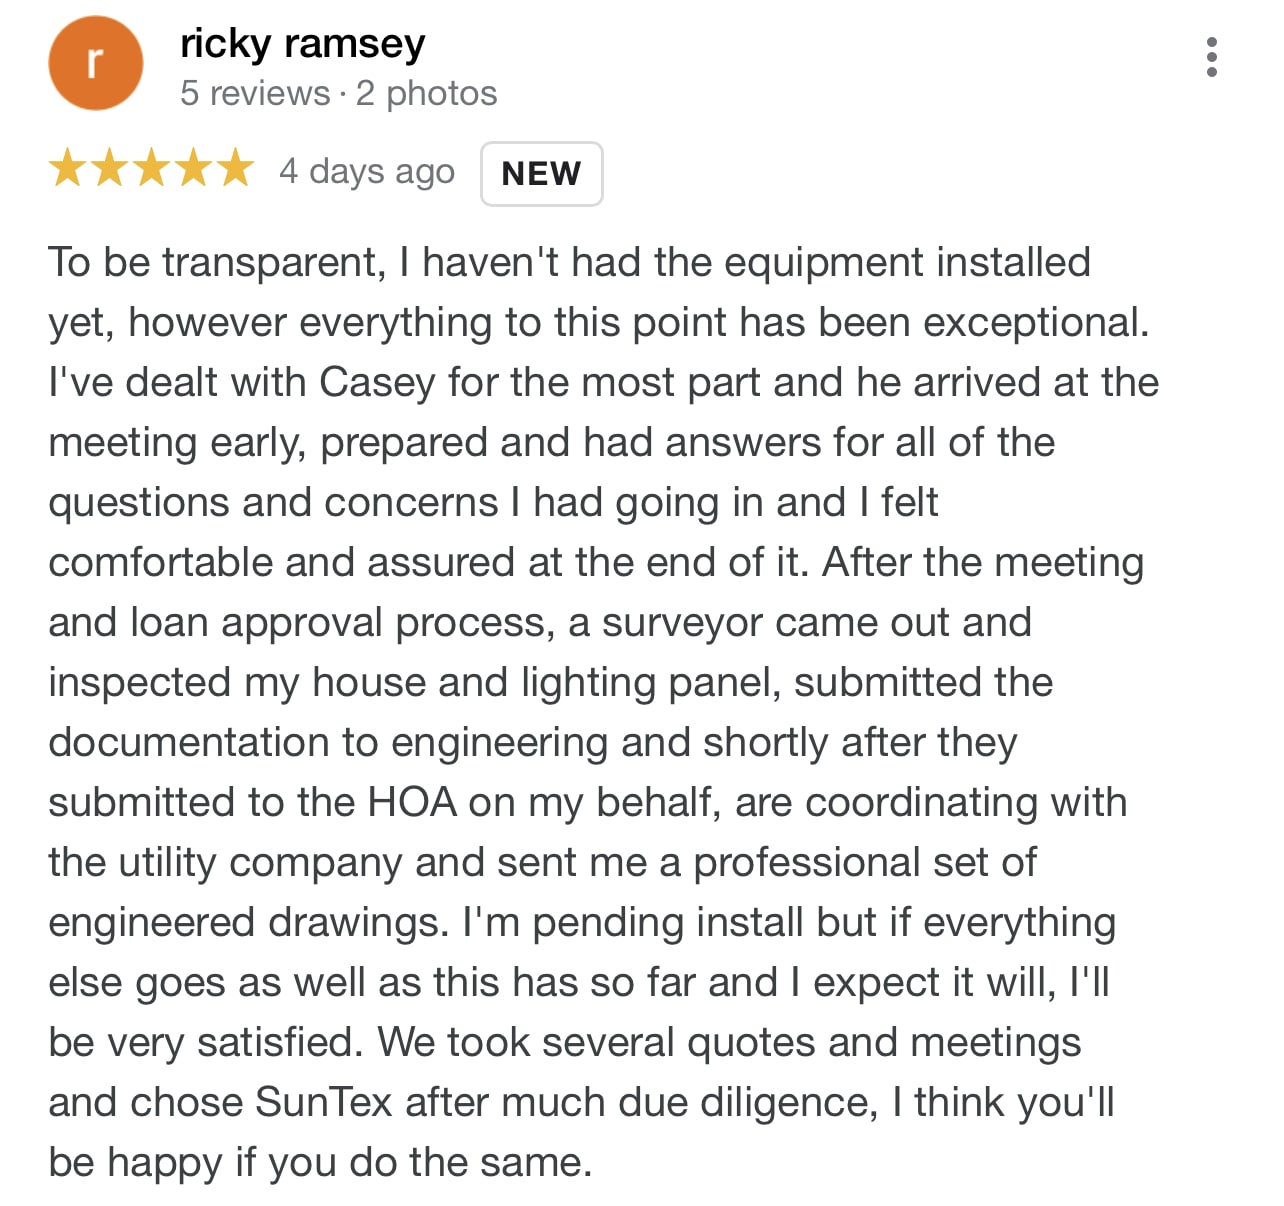 r
ricky ramsey
5 reviews · 2 photos
4 days ago NEW
To be transparent, I haven't had the equipment installed
yet, however everything to this point has been exceptional.
I've dealt with Casey for the most part and he arrived at the
meeting early, prepared and had answers for all of the
questions and concerns I had going in and I felt
comfortable and assured at the end of it. After the meeting
and loan approval process, a surveyor came out and
inspected my house and lighting panel, submitted the
documentation to engineering and shortly after they
submitted to the HOA on my behalf, are coordinating with
the utility company and sent me a professional set of
engineered drawings. I'm pending install but if everything
else goes as well as this has so far and I expect it will, I'll
be very satisfied. We took several quotes and meetings
and chose SunTex after much due diligence, I think you'll
be happy if you do the same.